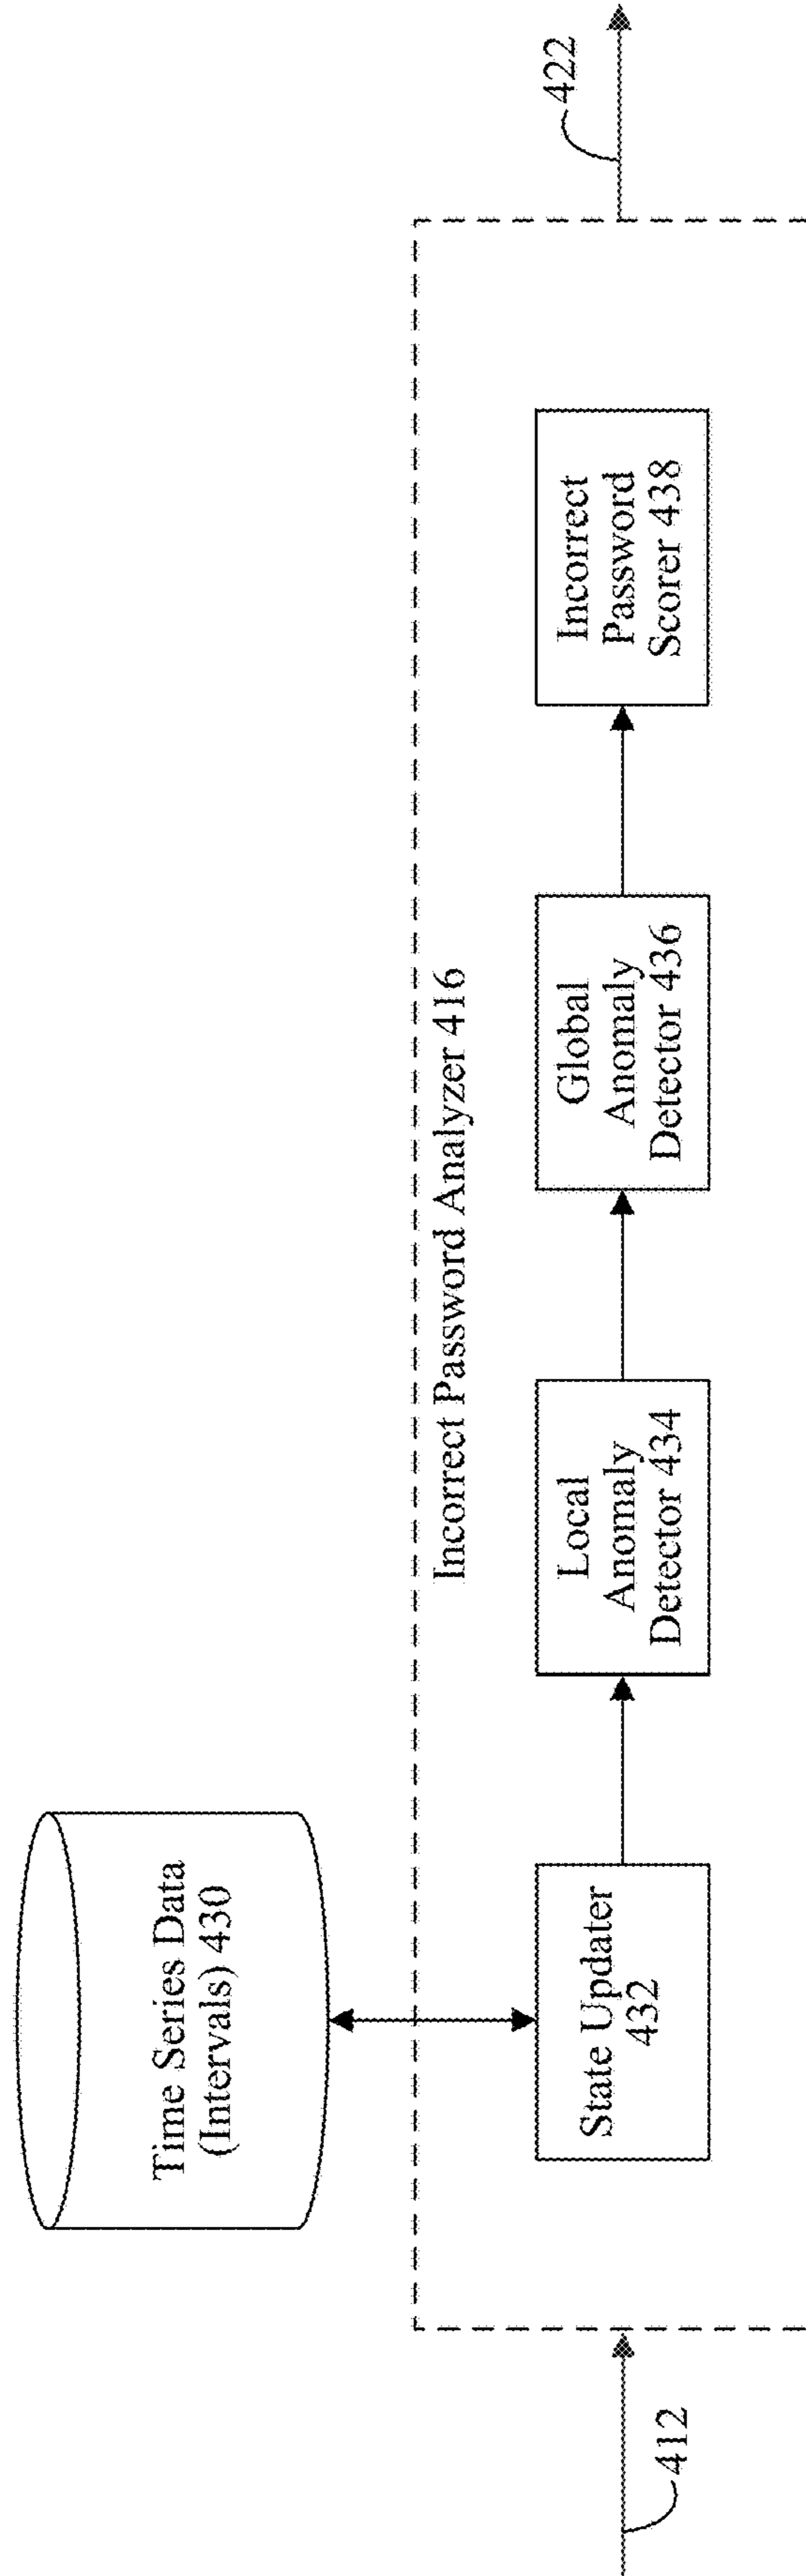 Time Series Data
(Intervals) 430
Incorrect Password Analyzer 416
412
State Updater
432
Local
Anomaly
Detector 434
Global
Anomaly
Detector 436
Incorrect
Password
Scorer 438
422